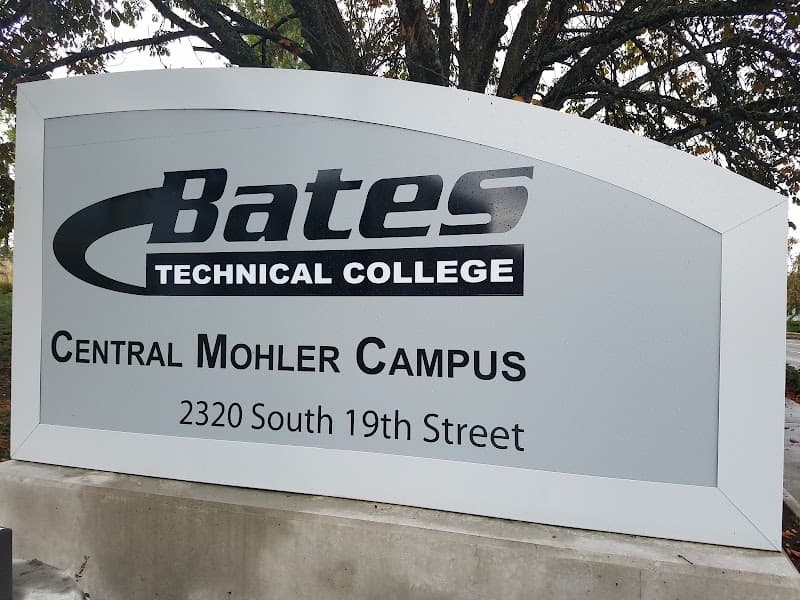 Bates
TECHNICAL COLLEGE
CENTRAL MOHLER CAMPUS
2320 South 19th Street